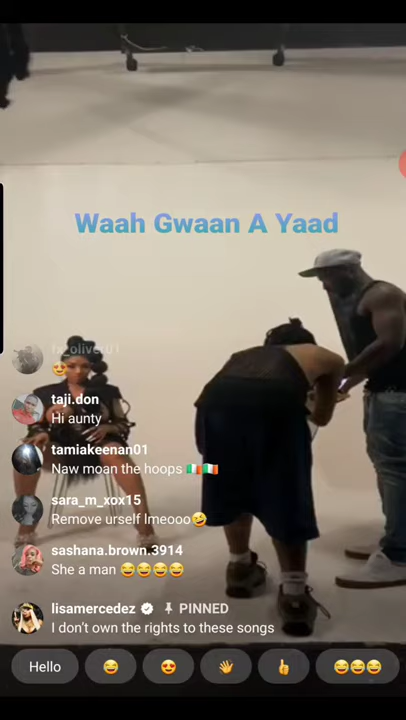 Waah Gwaan A Yaad
fx_oliver01
😍
taji.don
Hi aunty
tamiakeenan01
Naw moan the hoops 🇮🇪🇮🇪
sara_m_xox15
Remove urself lmeooo🤣
sashana.brown.3914
She a man 😂😂😂😂
lisamercedez PINNED
I don't own the rights to these songs
Hello 😂 😍 👋 👍 😂😂😂